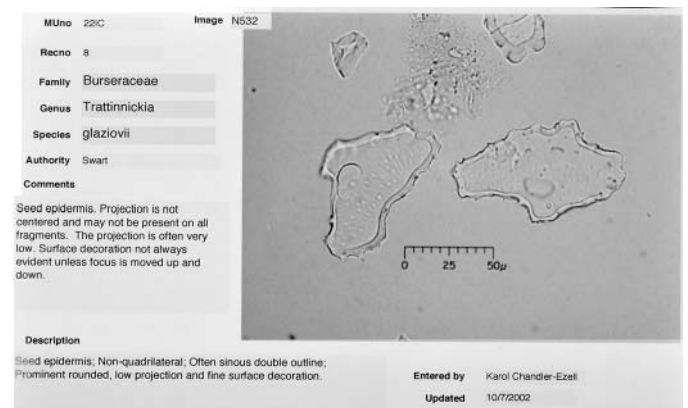 MUno 22IC Image N532
Recno 8
Family Burseraceae
Genus Trattinnickia
Species glaziovii
Authority Swart
Comments
Seed epidermis. Projection is not
centered and may not be present on all
fragments. The projection is often very
low. Surface decoration not always
evident unless focus is moved up and
down.
0 25 50µ
Description
Seed epidermis; Non-quadrilateral; Often sinous double outline;
Prominent rounded, low projection and fine surface decoration.
Entered by Karol Chandler-Ezell
Updated 10/7/2002